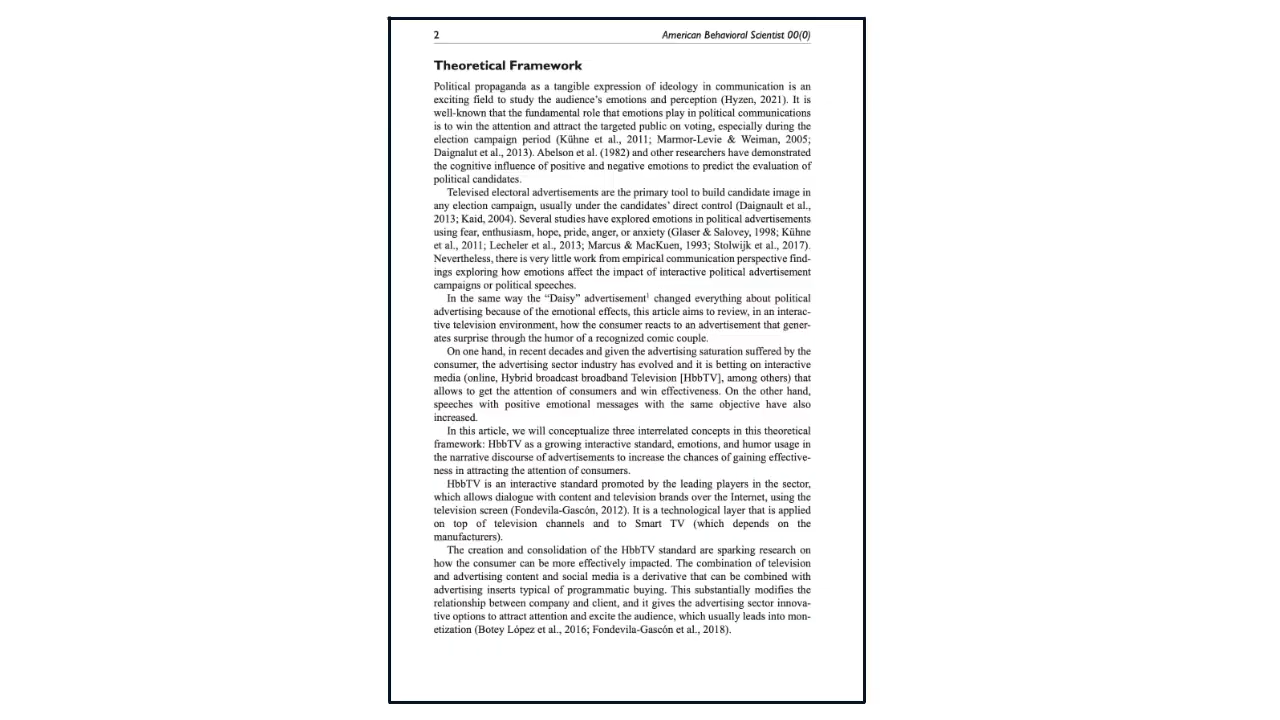 2 American Behavioral Scientist 00(0)
Theoretical Framework
Political propaganda as a tangible expression of ideology in communication is an
exciting field to study the audience's emotions and perception (Hyzen, 2021). It is
well-known that the fundamental role that emotions play in political communications
is to win the attention and attract the targeted public on voting, especially during the
election campaign period (Kühne et al., 2011; Marmor-Levie & Weiman, 2005;
Daignalut et al., 2013). Abelson et al. (1982) and other researchers have demonstrated
the cognitive influence of positive and negative emotions to predict the evaluation of
political candidates.
Televised electoral advertisements are the primary tool to build candidate image in
any election campaign, usually under the candidates' direct control (Daignault et al.,
2013; Kaid, 2004). Several studies have explored emotions in political advertisements
using fear, enthusiasm, hope, pride, anger, or anxiety (Glaser & Salovey, 1998; Kühne
et al., 2011; Lecheler et al., 2013; Marcus & MacKuen, 1993; Stolwijk et al., 2017).
Nevertheless, there is very little work from empirical communication perspective find-
ings exploring how emotions affect the impact of interactive political advertisement
campaigns or political speeches.
In the same way the "Daisy" advertisement¹ changed everything about political
advertising because of the emotional effects, this article aims to review, in an interac-
tive television environment, how the consumer reacts to an advertisement that gener-
ates surprise through the humor of a recognized comic couple.
On one hand, in recent decades and given the advertising saturation suffered by the
consumer, the advertising sector industry has evolved and it is betting on interactive
media (online, Hybrid broadcast broadband Television [HbbTV], among others) that
allows to get the attention of consumers and win effectiveness. On the other hand,
speeches with positive emotional messages with the same objective have also
increased.
In this article, we will conceptualize three interrelated concepts in this theoretical
framework: HbbTV as a growing interactive standard, emotions, and humor usage in
the narrative discourse of advertisements to increase the chances of gaining effective-
ness in attracting the attention of consumers.
HbbTV is an interactive standard promoted by the leading players in the sector,
which allows dialogue with content and television brands over the Internet, using the
television screen (Fondevila-Gascón, 2012). It is a technological layer that is applied
on top of television channels and to Smart TV (which depends on the
manufacturers).
The creation and consolidation of the HbbTV standard are sparking research on
how the consumer can be more effectively impacted. The combination of television
and advertising content and social media is a derivative that can be combined with
advertising inserts typical of programmatic buying. This substantially modifies the
relationship between company and client, and it gives the advertising sector innova-
tive options to attract attention and excite the audience, which usually leads into mon-
etization (Botey López et al., 2016; Fondevila-Gascón et al., 2018).